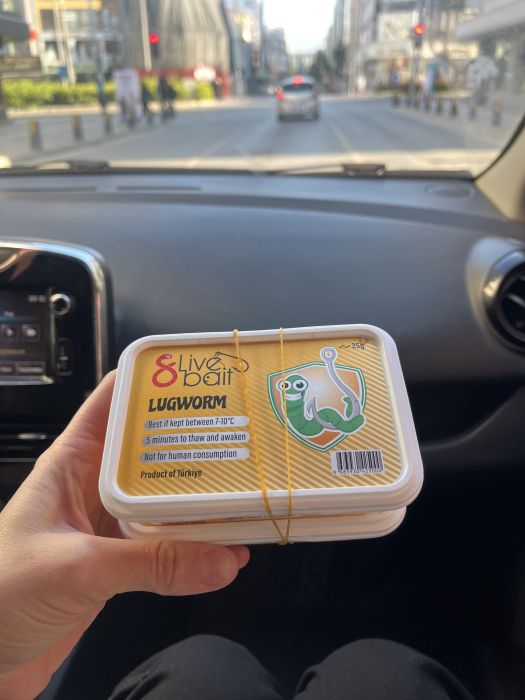 Live
bait
~25g
LUGWORM
Best if kept between 7-10°C
5 minutes to thaw and awaken
Not for human consumption
Product of Türkiye